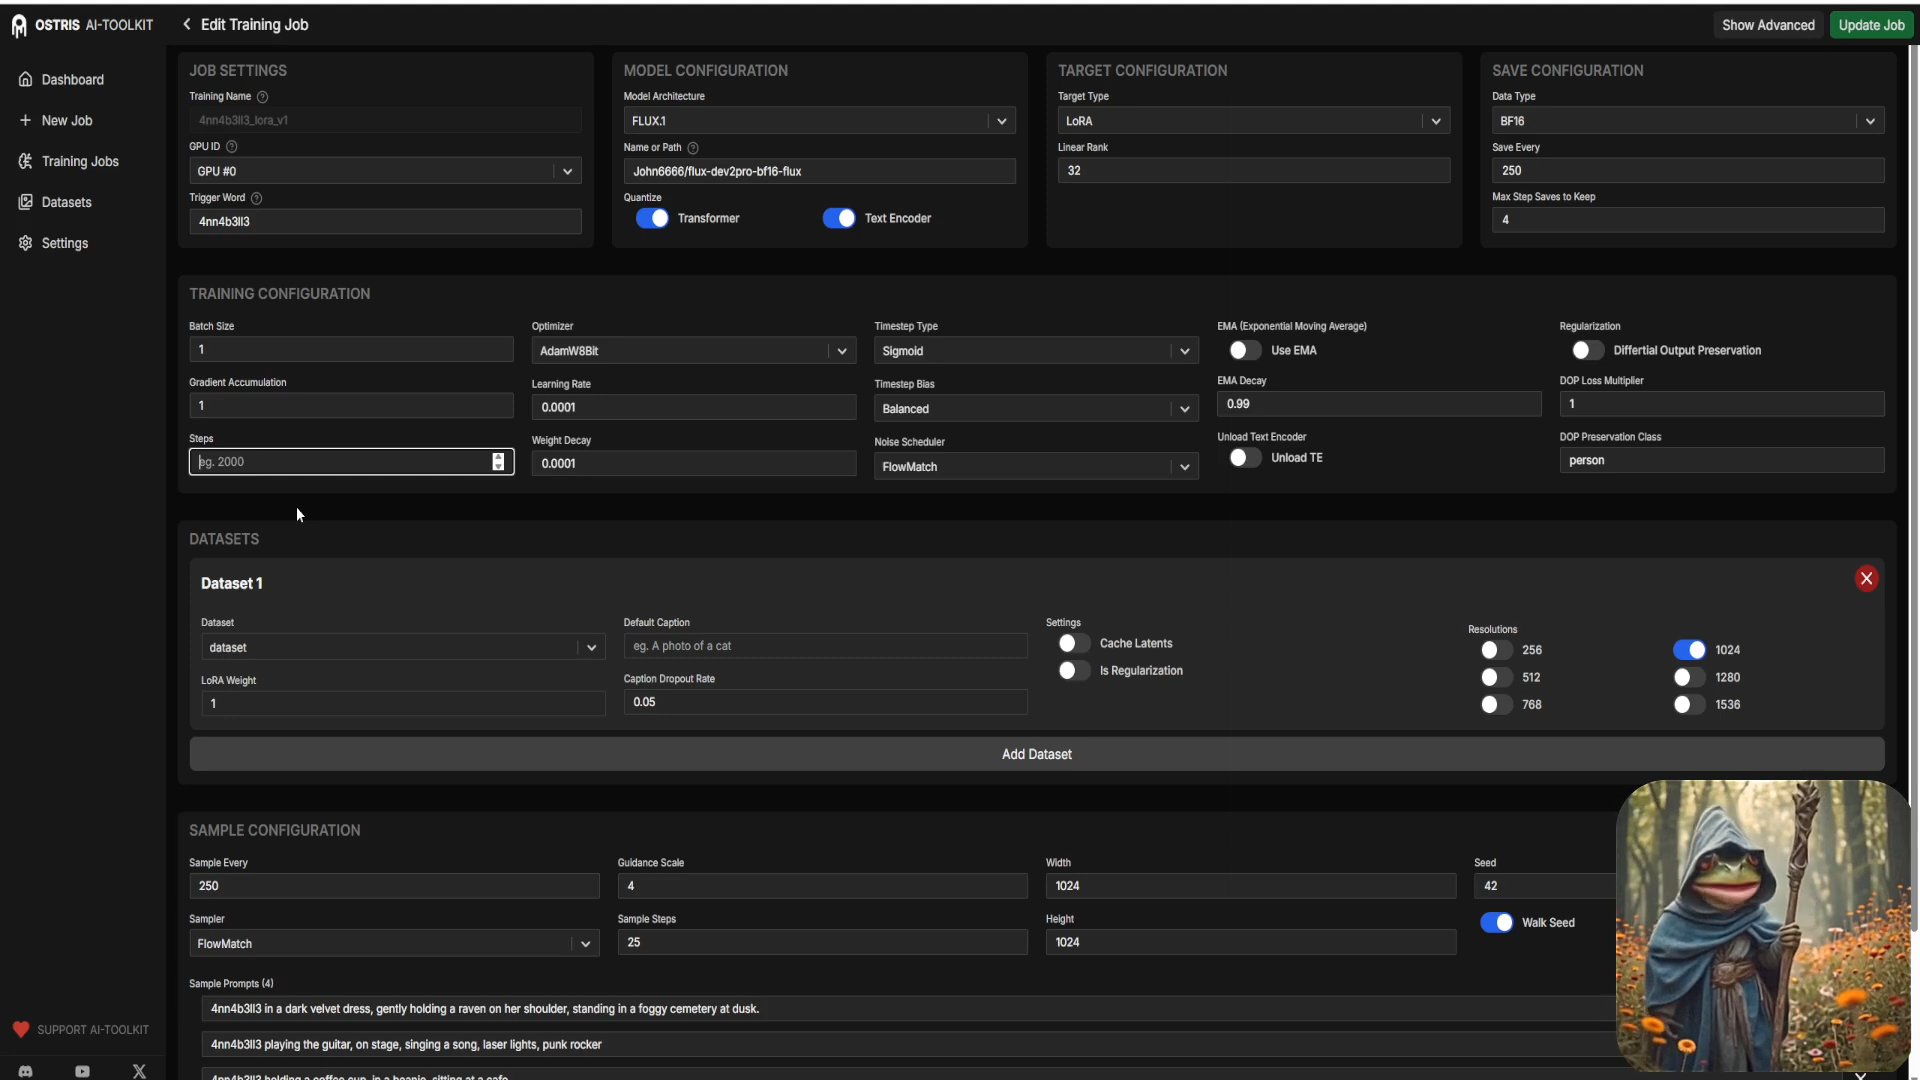 OSTRIS AI-TOOLKIT
Edit Training Job
Show Advanced
Update Job
Dashboard
New Job
Training Jobs
Datasets
Settings
JOB SETTINGS
Training Name
4nn4b3ll3_lora_v1
GPU ID
GPU #0
Trigger Word
4nn4b3ll3
MODEL CONFIGURATION
Model Architecture
FLUX.1
Name or Path
John6666/flux-dev2pro-bf16-flux
Quantize
Transformer
Text Encoder
TARGET CONFIGURATION
Target Type
LoRA
Linear Rank
32
SAVE CONFIGURATION
Data Type
BF16
Save Every
250
Max Step Saves to Keep
4
TRAINING CONFIGURATION
Batch Size
1
Gradient Accumulation
1
Steps
eg. 2000
Optimizer
AdamW8Bit
Learning Rate
0.0001
Weight Decay
0.0001
Timestep Type
Sigmoid
Timestep Bias
Balanced
Noise Scheduler
FlowMatch
EMA (Exponential Moving Average)
Use EMA
EMA Decay
0.99
Unload Text Encoder
Unload TE
Regularization
Differtial Output Preservation
DOP Loss Multiplier
1
DOP Preservation Class
person
DATASETS
Dataset 1
Dataset
dataset
LoRA Weight
1
Default Caption
eg. A photo of a cat
Caption Dropout Rate
0.05
Settings
Cache Latents
Is Regularization
Resolutions
256
512
768
1024
1280
1536
Add Dataset
SAMPLE CONFIGURATION
Sample Every
250
Sampler
FlowMatch
Guidance Scale
4
Sample Steps
25
Width
1024
Height
1024
Seed
42
Walk Seed
Sample Prompts (4)
4nn4b3ll3 in a dark velvet dress, gently holding a raven on her shoulder, standing in a foggy cemetery at dusk.
4nn4b3ll3 playing the guitar, on stage, singing a song, laser lights, punk rocker
4nn4b3ll3 holding a coffee cup, in a beanie, sitting at a cafe
SUPPORT AI-TOOLKIT